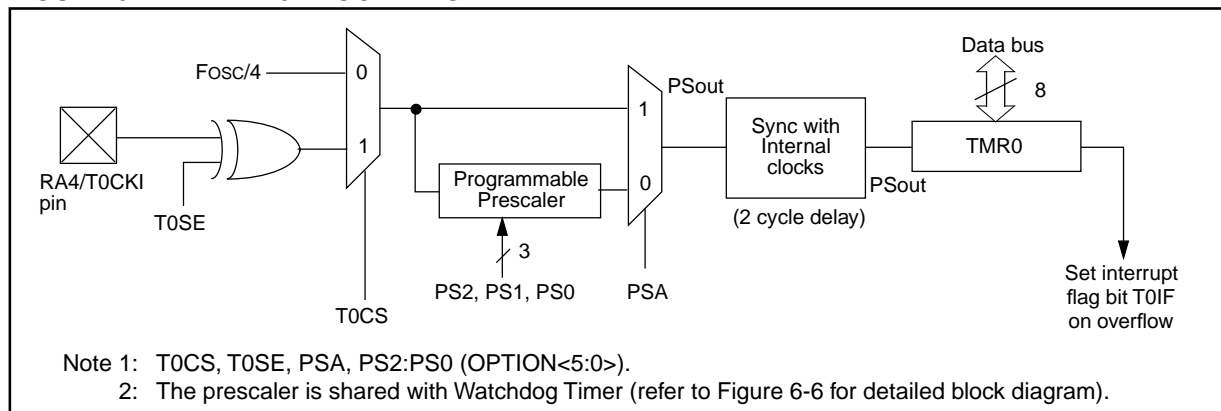 Data bus
8
FOSC/4
0
1
RA4/T0CKI
pin
T0SE
T0CS
Programmable
Prescaler
3
PS2, PS1, PS0
1
0
PSA
PSout
Sync with
Internal
clocks
(2 cycle delay)
PSout
TMR0
Set interrupt
flag bit T0IF
on overflow
Note 1: T0CS, T0SE, PSA, PS2:PS0 (OPTION<5:0>).
2: The prescaler is shared with Watchdog Timer (refer to Figure 6-6 for detailed block diagram).